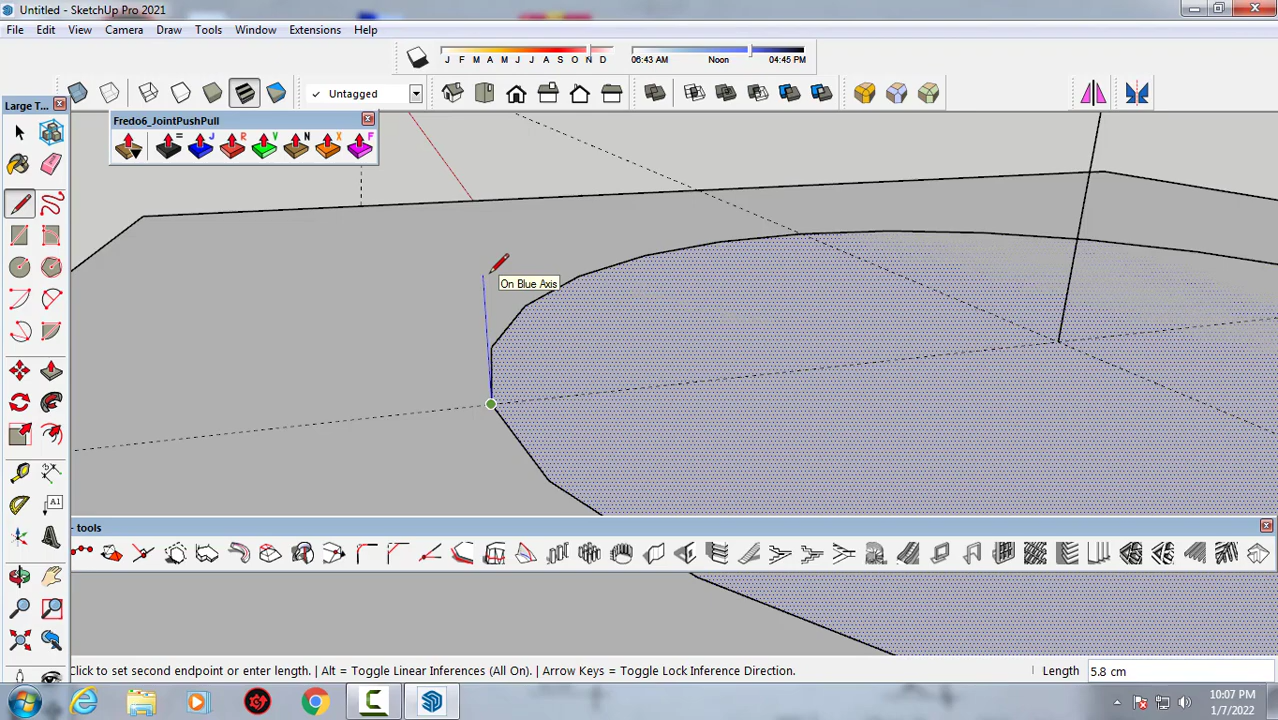 Untitled - SketchUp Pro 2021
File Edit View Camera Draw Tools Window Extensions Help
J F M A M J J A S O N D
06:43 AM Noon 04:45 PM
Large T...
✓ Untagged
Fredo6_JointPushPull
= J R V N X F
On Blue Axis
A1
- tools
Click to set second endpoint or enter length. | Alt = Toggle Linear Inferences (All On). | Arrow Keys = Toggle Lock Inference Direction.
Length 5.8 cm
10:07 PM
1/7/2022